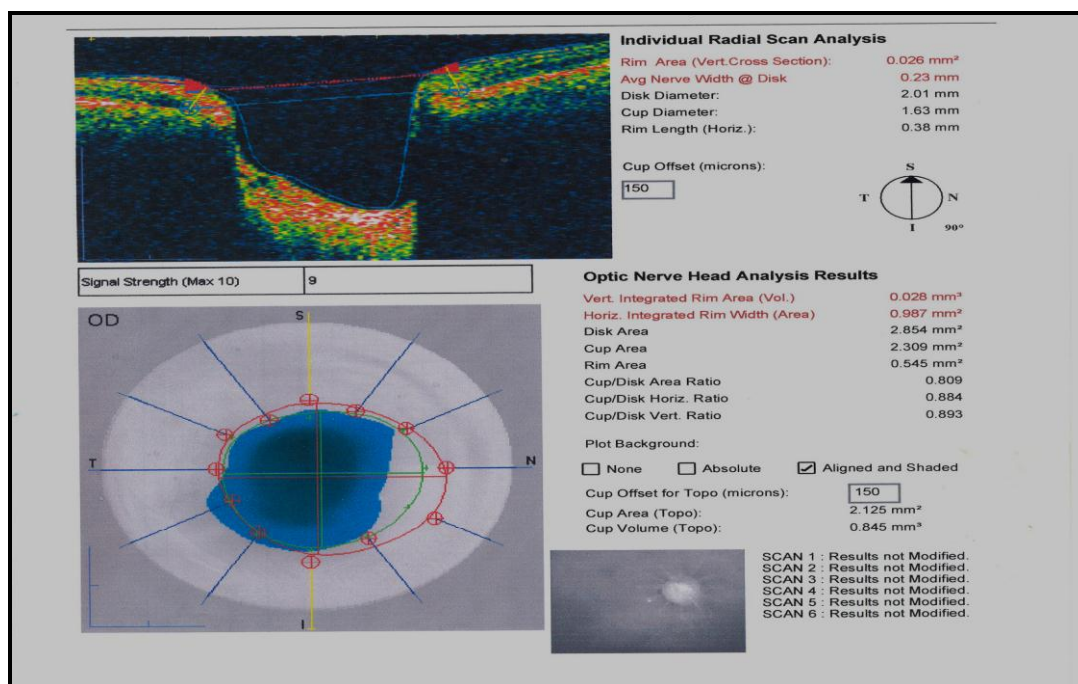 Individual Radial Scan Analysis
Rim Area (Vert.Cross Section): 0.026 mm²
Avg Nerve Width @ Disk 0.23 mm
Disk Diameter: 2.01 mm
Cup Diameter: 1.63 mm
Rim Length (Horiz.): 0.38 mm
Cup Offset (microns):
150
S
T N
I 90°
Signal Strength (Max 10) 9
Optic Nerve Head Analysis Results
Vert. Integrated Rim Area (Vol.) 0.028 mm³
Horiz. Integrated Rim Width (Area) 0.987 mm²
Disk Area 2.854 mm²
Cup Area 2.309 mm²
Rim Area 0.545 mm²
Cup/Disk Area Ratio 0.809
Cup/Disk Horiz. Ratio 0.884
Cup/Disk Vert. Ratio 0.893
Plot Background:
None Absolute Aligned and Shaded
Cup Offset for Topo (microns): 150
Cup Area (Topo): 2.125 mm²
Cup Volume (Topo): 0.845 mm³
OD
S
T N
I
SCAN 1 : Results not Modified.
SCAN 2 : Results not Modified.
SCAN 3 : Results not Modified.
SCAN 4 : Results not Modified.
SCAN 5 : Results not Modified.
SCAN 6 : Results not Modified.